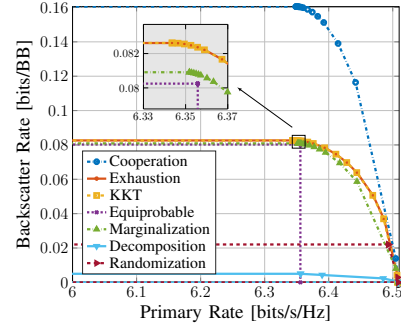 0.16
0.14
0.12
0.1
0.08
0.06
0.04
0.02
0
Backscatter Rate [bits/BB]
0.082
0.08
6.33
6.35
6.37
Cooperation
Exhaustion
KKT
Equiprobable
Marginalization
Decomposition
Randomization
6
6.1
6.2
6.3
6.4
6.5
Primary Rate [bits/s/Hz]